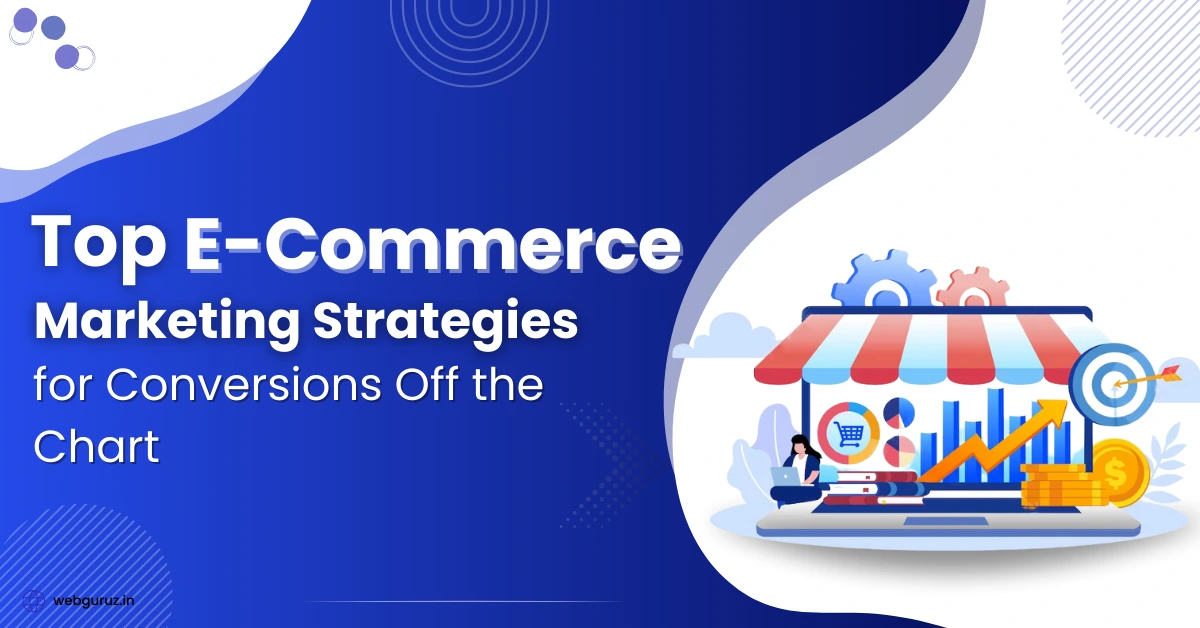 Top E-Commerce
Marketing Strategies
for Conversions Off the
Chart
$
webguruz.in